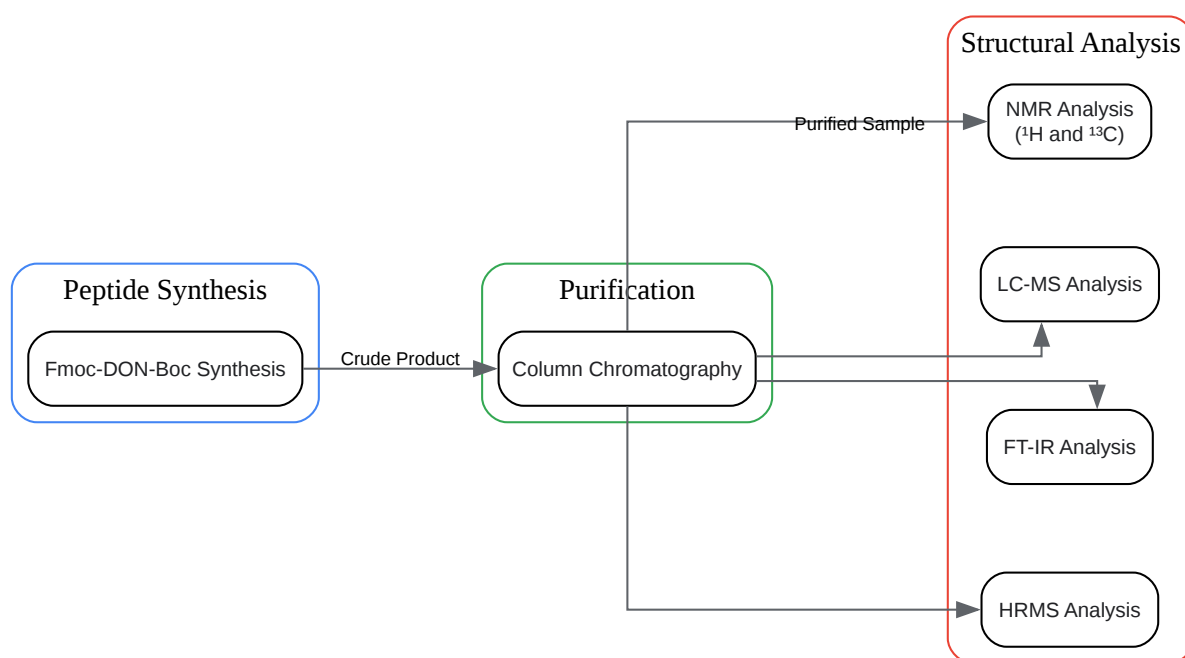 Structural Analysis
NMR Analysis
(¹H and ¹³C)
Purified Sample
LC-MS Analysis
Peptide Synthesis
Purification
Fmoc-DON-Boc Synthesis
Crude Product
Column Chromatography
FT-IR Analysis
HRMS Analysis